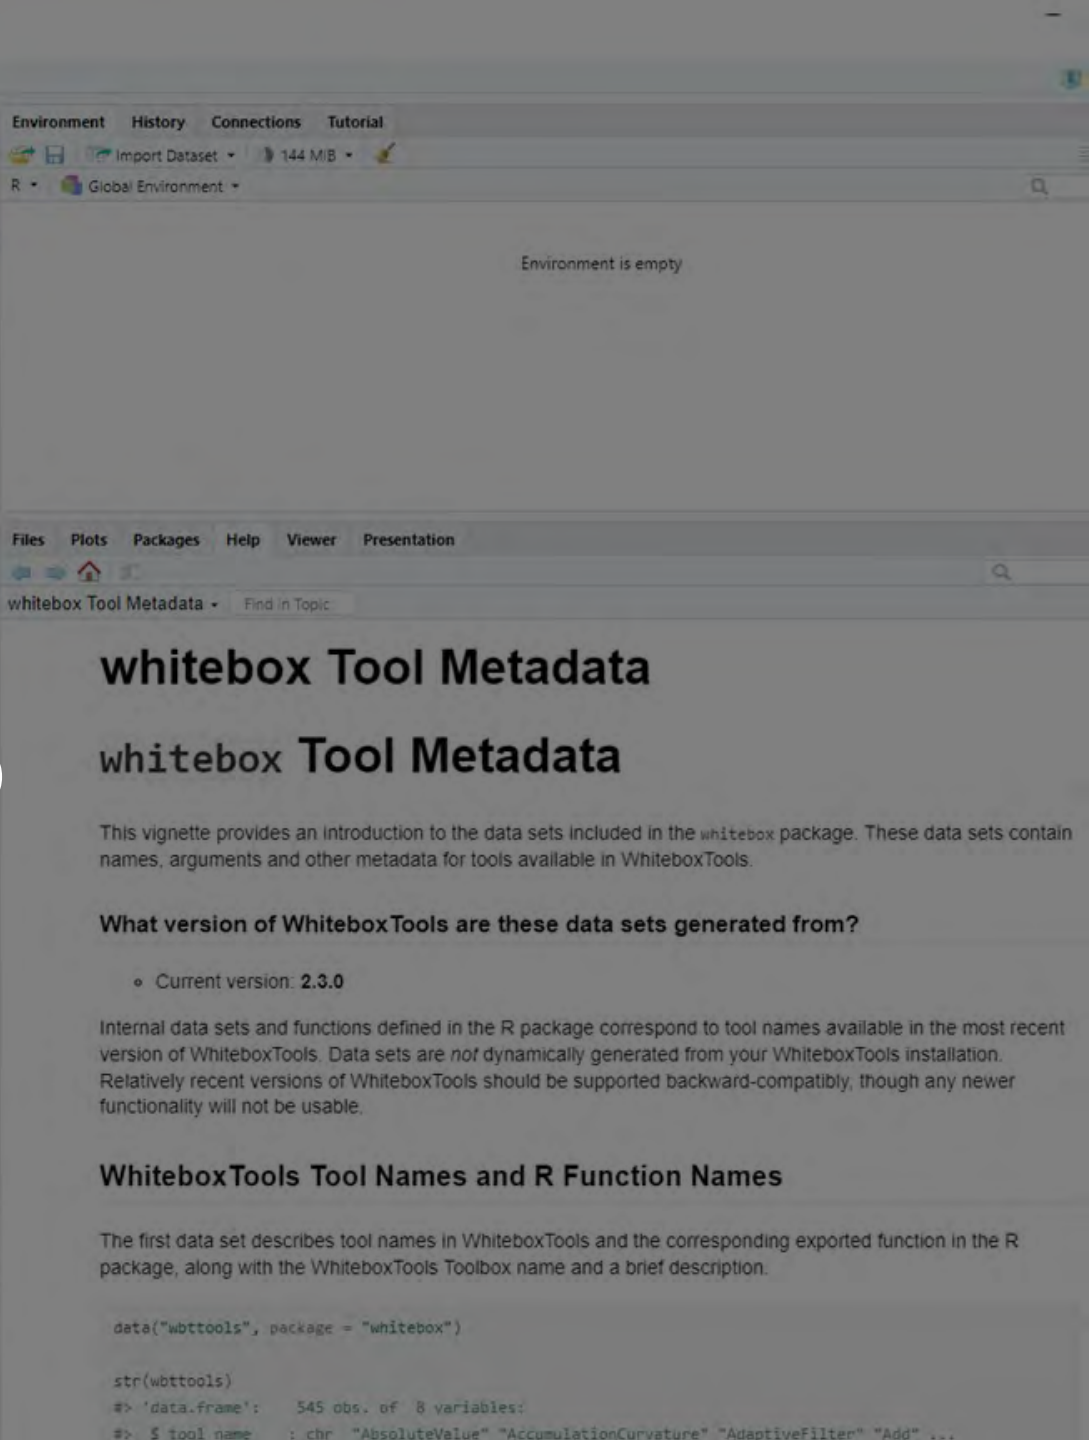 Environment History Connections Tutorial
Import Dataset 144 MiB
R Global Environment
Environment is empty
Files Plots Packages Help Viewer Presentation
whitebox Tool Metadata Find in Topic
whitebox Tool Metadata
whitebox Tool Metadata
This vignette provides an introduction to the data sets included in the whitebox package. These data sets contain
names, arguments and other metadata for tools available in WhiteboxTools.
What version of WhiteboxTools are these data sets generated from?
Current version: 2.3.0
Internal data sets and functions defined in the R package correspond to tool names available in the most recent
version of WhiteboxTools. Data sets are not dynamically generated from your WhiteboxTools installation.
Relatively recent versions of WhiteboxTools should be supported backward-compatibly, though any newer
functionality will not be usable.
WhiteboxTools Tool Names and R Function Names
The first data set describes tool names in WhiteboxTools and the corresponding exported function in the R
package, along with the WhiteboxTools Toolbox name and a brief description.
data("wbttools", package = "whitebox")
str(wbttools)
#> 'data.frame': 545 obs. of 8 variables:
#> $ tool_name : chr "AbsoluteValue" "AccumulationCurvature" "AdaptiveFilter" "Add" ...